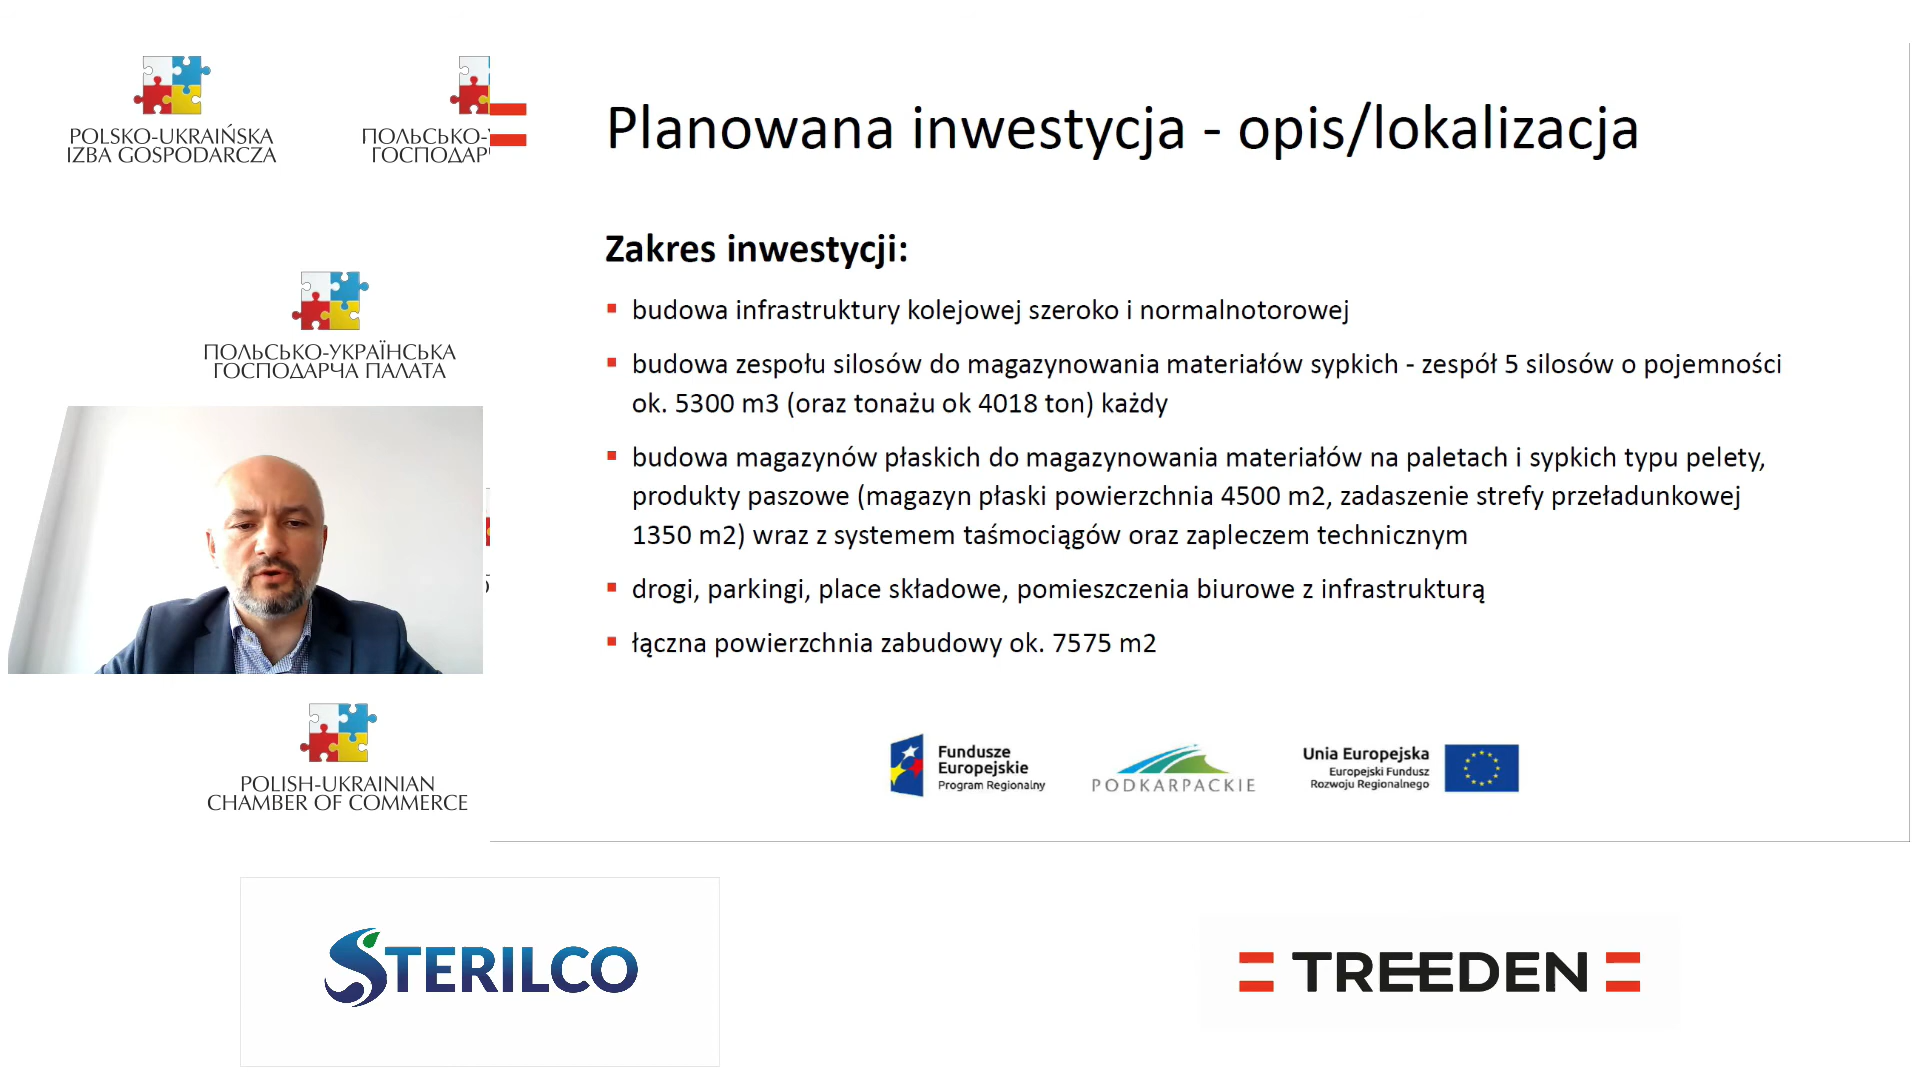 POLSKO-UKRAIŃSKA
IZBA GOSPODARCZA
ПОЛЬСЬКО-
ГОСПОДАР
Planowana inwestycja - opis/lokalizacja
Zakres inwestycji:
▪ budowa infrastruktury kolejowej szeroko i normalnotorowej
▪ budowa zespołu silosów do magazynowania materiałów sypkich - zespół 5 silosów o pojemności
ok. 5300 m3 (oraz tonażu ok 4018 ton) każdy
▪ budowa magazynów płaskich do magazynowania materiałów na paletach i sypkich typu pelety,
produkty paszowe (magazyn płaski powierzchnia 4500 m2, zadaszenie strefy przeładunkowej
1350 m2) wraz z systemem taśmociągów oraz zapleczem technicznym
▪ drogi, parkingi, place składowe, pomieszczenia biurowe z infrastrukturą
▪ łączna powierzchnia zabudowy ok. 7575 m2
ПОЛЬСЬКО-УКРАЇНСЬКА
ГОСПОДАРЧА ПАЛАТА
POLISH-UKRAINIAN
CHAMBER OF COMMERCE
Fundusze
Europejskie
Program Regionalny
PODKARPACKIE
Unia Europejska
Europejski Fundusz
Rozwoju Regionalnego
STERILCO
TREEDEN